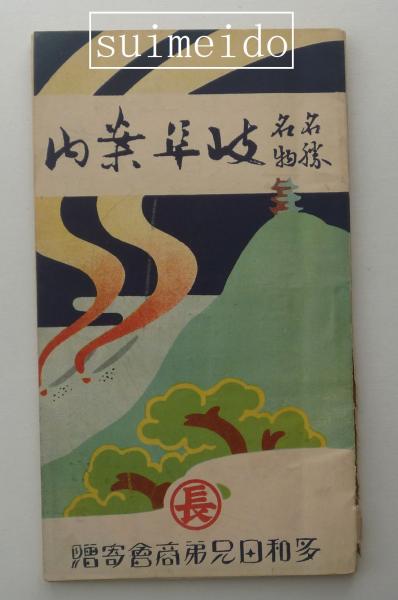 suimeido
名勝
名物
岐阜案内
長
多和田兄弟商會寄贈